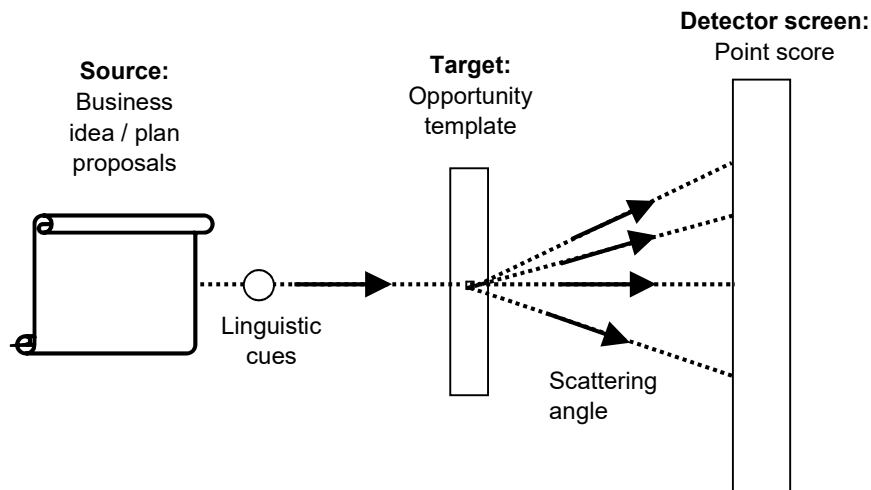 Source:
Business
idea / plan
proposals
Linguistic
cues
Target:
Opportunity
template
Scattering
angle
Detector screen:
Point score